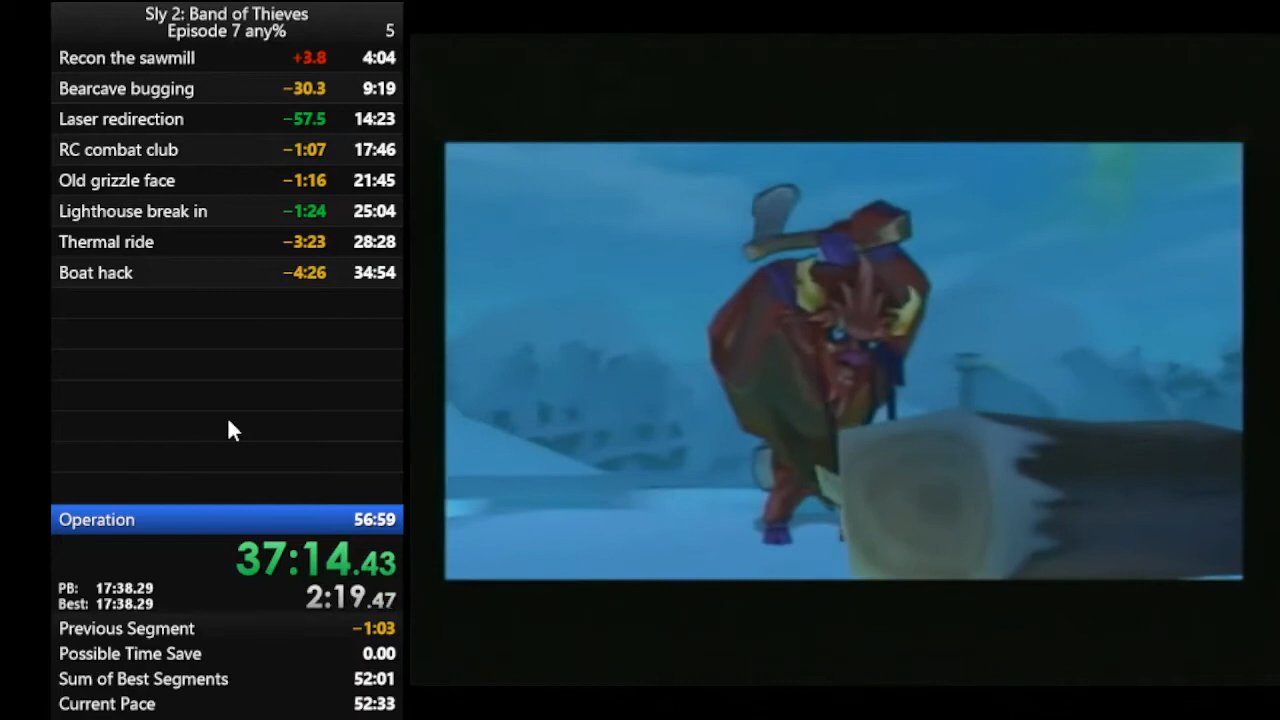 Sly 2: Band of Thieves
Episode 7 any% 5
Recon the sawmill +3.8 4:04
Bearcave bugging −30.3 9:19
Laser redirection −57.5 14:23
RC combat club −1:07 17:46
Old grizzle face −1:16 21:45
Lighthouse break in −1:24 25:04
Thermal ride −3:23 28:28
Boat hack −4:26 34:54
Operation 56:59
37:14.43
PB: 17:38.29
Best: 17:38.29
2:19.47
Previous Segment −1:03
Possible Time Save 0.00
Sum of Best Segments 52:01
Current Pace 52:33